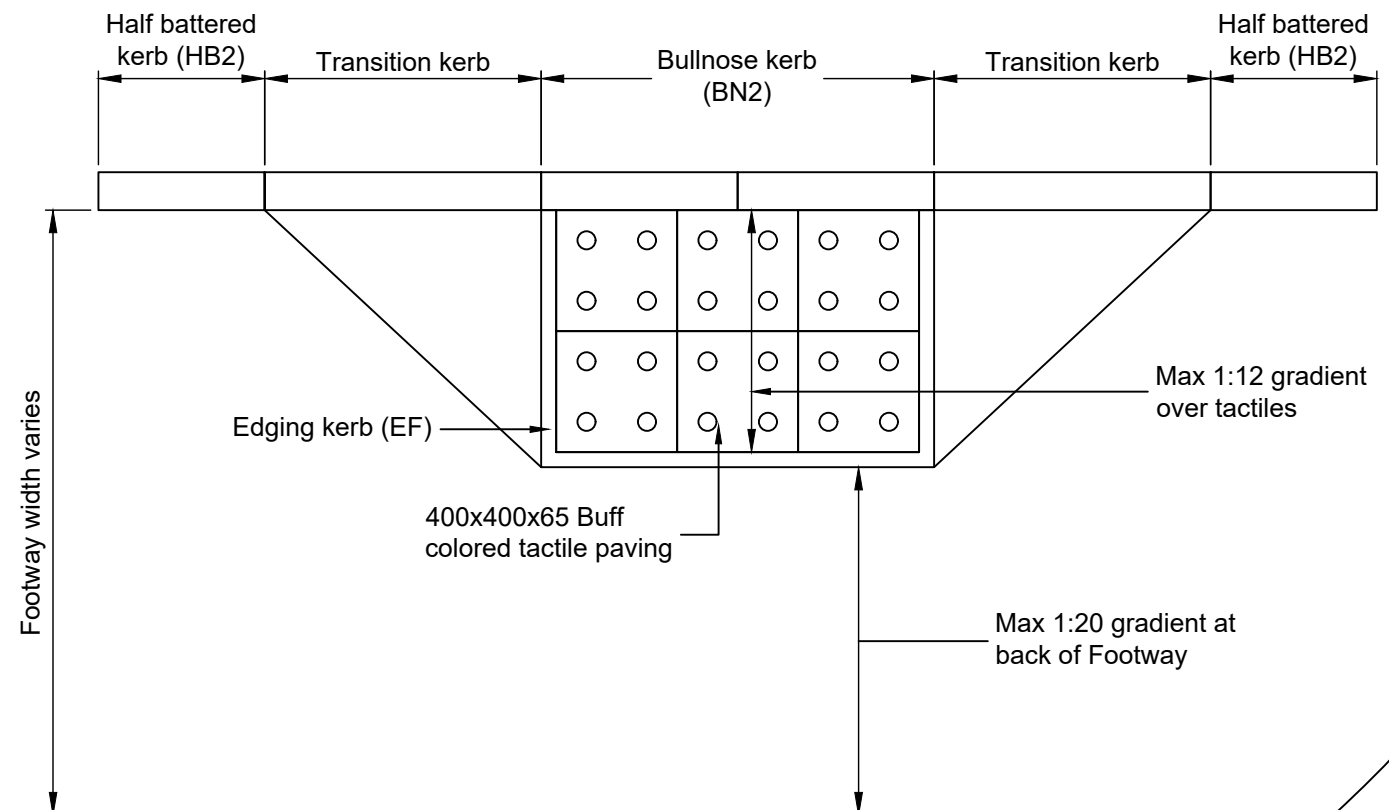 Half battered
kerb (HB2)
Transition kerb
Bullnose kerb
(BN2)
Transition kerb
Half battered
kerb (HB2)
Footway width varies
Edging kerb (EF)
Max 1:12 gradient
over tactiles
400x400x65 Buff
colored tactile paving
Max 1:20 gradient at
back of Footway